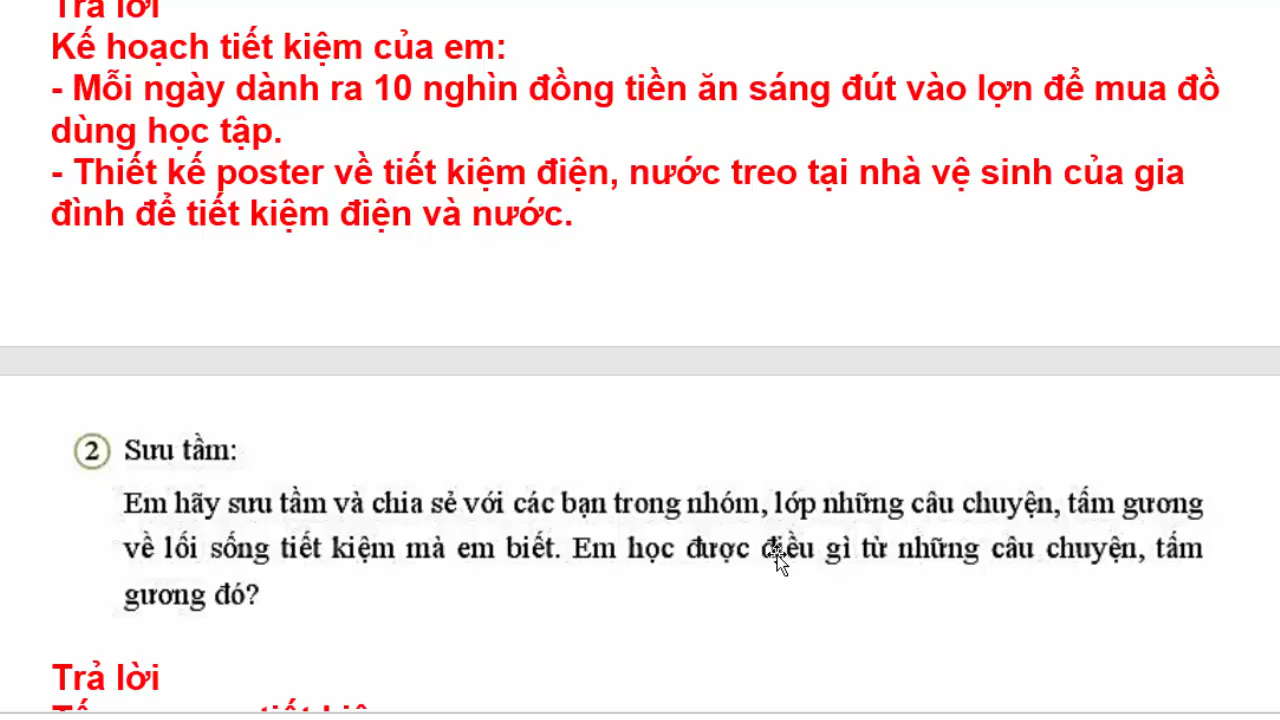 Trả lời
Kế hoạch tiết kiệm của em:
- Mỗi ngày dành ra 10 nghìn đồng tiền ăn sáng đút vào lợn để mua đồ
dùng học tập.
- Thiết kế poster về tiết kiệm điện, nước treo tại nhà vệ sinh của gia
đình để tiết kiệm điện và nước.
2 Sưu tầm:
Em hãy sưu tầm và chia sẻ với các bạn trong nhóm, lớp những câu chuyện, tấm gương
về lối sống tiết kiệm mà em biết. Em học được điều gì từ những câu chuyện, tấm
gương đó?
Trả lời